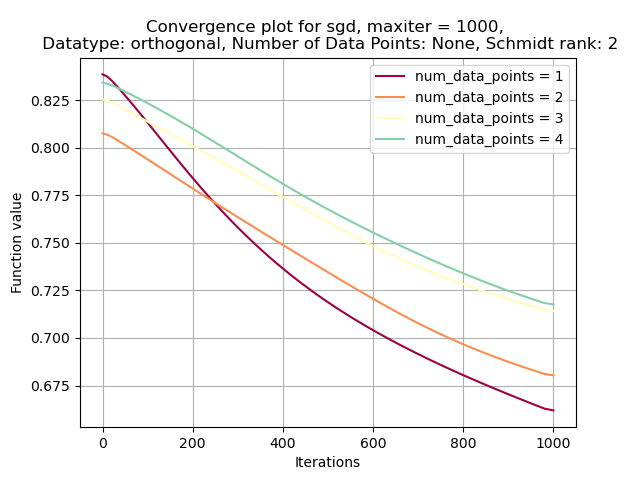 Convergence plot for sgd, maxiter = 1000,
Datatype: orthogonal, Number of Data Points: None, Schmidt rank: 2
num_data_points = 1
num_data_points = 2
num_data_points = 3
num_data_points = 4
Function value
0.825
0.800
0.775
0.750
0.725
0.700
0.675
0 200 400 600 800 1000
Iterations